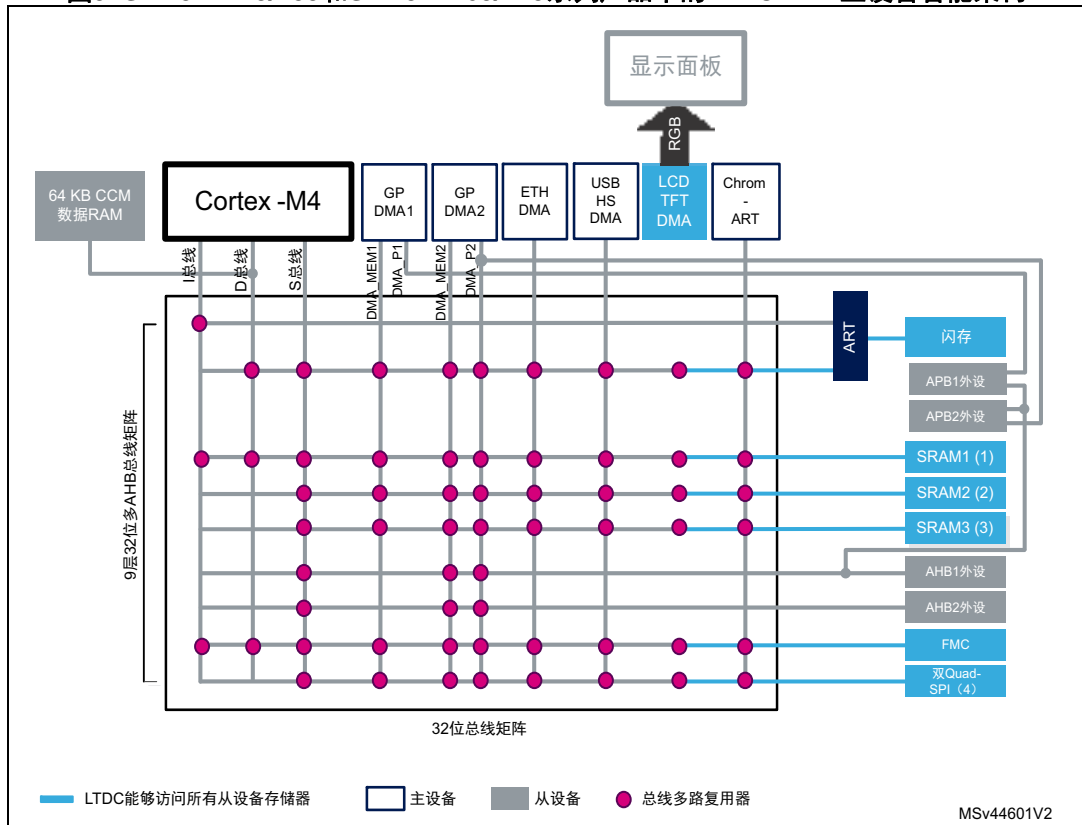 显示面板
RGB
64 KB CCM
数据RAM
Cortex -M4
GP
DMA1
GP
DMA2
ETH
DMA
USB
HS
DMA
LCD
TFT
DMA
Chrom
-
ART
I总线
D总线
S总线
DMA_MEM1
DMA_P1
DMA_MEM2
DMA_P2
ART
闪存
APB1外设
APB2外设
SRAM1 (1)
SRAM2 (2)
SRAM3 (3)
AHB1外设
AHB2外设
FMC
双Quad-
SPI（4）
9层32位多AHB总线矩阵
32位总线矩阵
LTDC能够访问所有从设备存储器
主设备
从设备
总线多路复用器
MSv44601V2